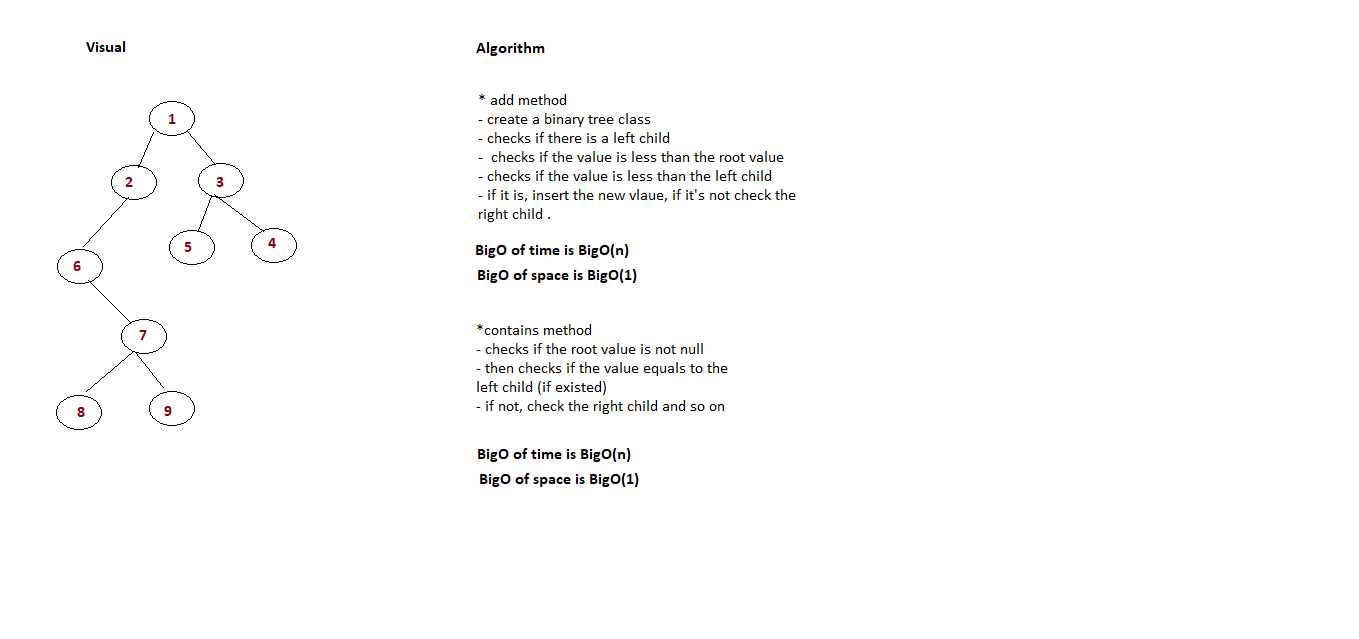 Visual
1
2
3
5
4
6
7
8
9
Algorithm
* add method
- create a binary tree class
- checks if there is a left child
-  checks if the value is less than the root value
- checks if the value is less than the left child
- if it is, insert the new vlaue, if it's not check the
right child .
BigO of time is BigO(n)
BigO of space is BigO(1)
*contains method
- checks if the root value is not null
- then checks if the value equals to the
left child (if existed)
- if not, check the right child and so on
BigO of time is BigO(n)
BigO of space is BigO(1)